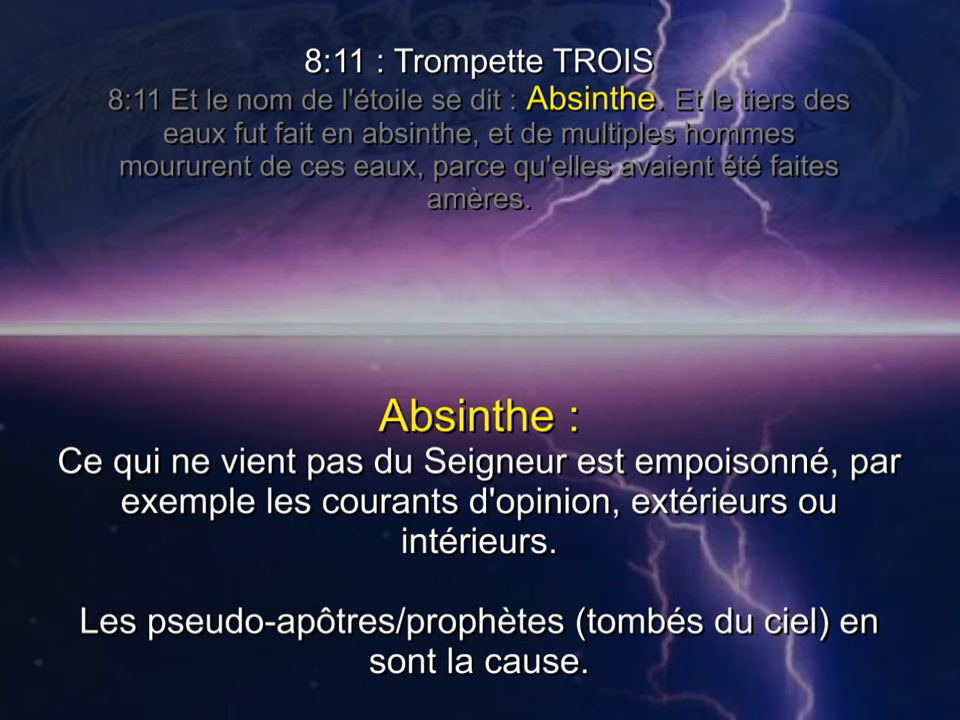 8:11 : Trompette TROIS
8:11 Et le nom de l'étoile se dit : Absinthe. Et le tiers des
eaux fut fait en absinthe, et de multiples hommes
moururent de ces eaux, parce qu'elles avaient été faites
amères.
Absinthe :
Ce qui ne vient pas du Seigneur est empoisonné, par
exemple les courants d'opinion, extérieurs ou
intérieurs.
Les pseudo-apôtres/prophètes (tombés du ciel) en
sont la cause.